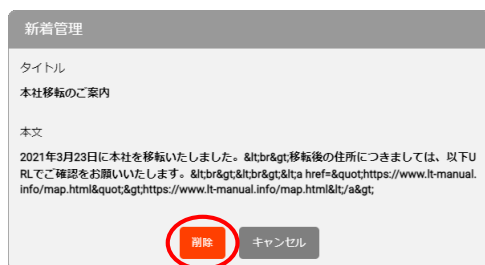 新着管理
タイトル
本社移転のご案内
本文
2021年3月23日に本社を移転いたしました。&lt;br&gt;移転後の住所につきましては、以下U
RLでご確認をお願いいたします。&lt;br&gt;&lt;br&gt;&lt;a href=&quot;https://www.lt-manual.
info/map.html&quot;&gt;https://www.lt-manual.info/map.html&lt;/a&gt;
削除
キャンセル